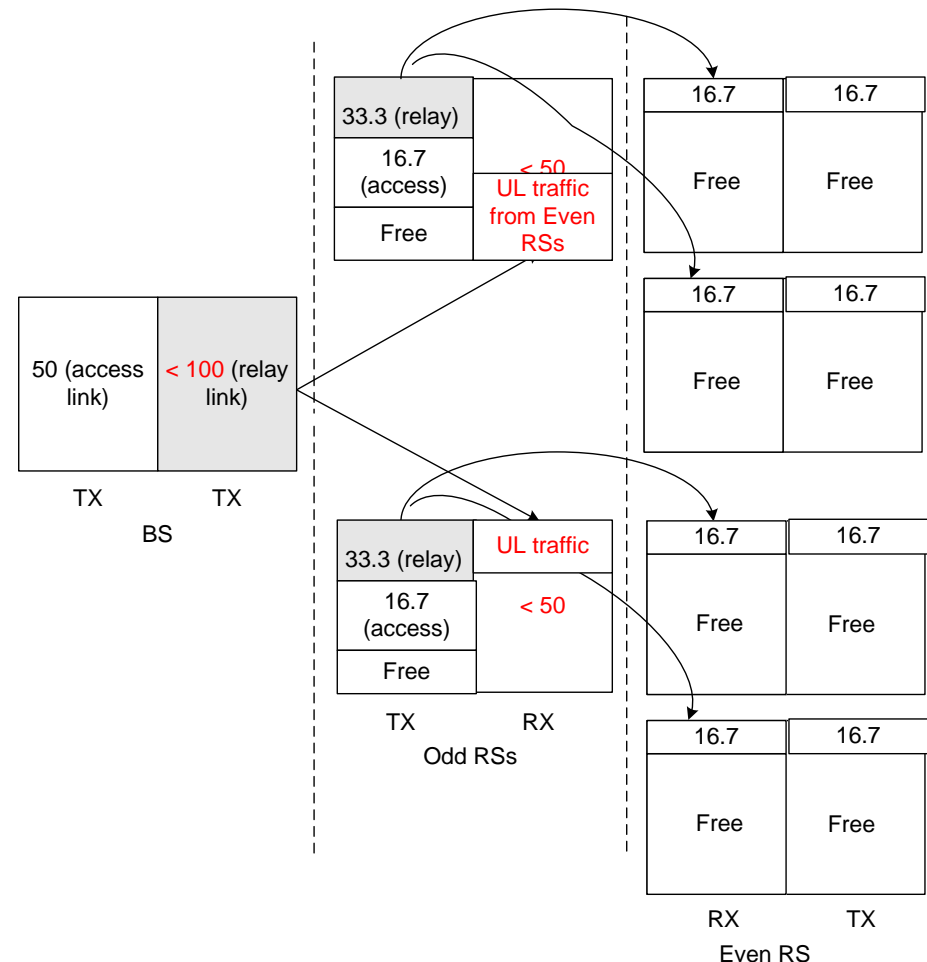 50 (access
link)
< 100 (relay
link)
TX
TX
BS
33.3 (relay)
16.7
(access)
Free
< 50
UL traffic
from Even
RSs
33.3 (relay)
16.7
(access)
Free
UL traffic
< 50
TX
RX
Odd RSs
16.7
16.7
Free
Free
16.7
16.7
Free
Free
16.7
16.7
Free
Free
16.7
16.7
Free
Free
RX
TX
Even RS